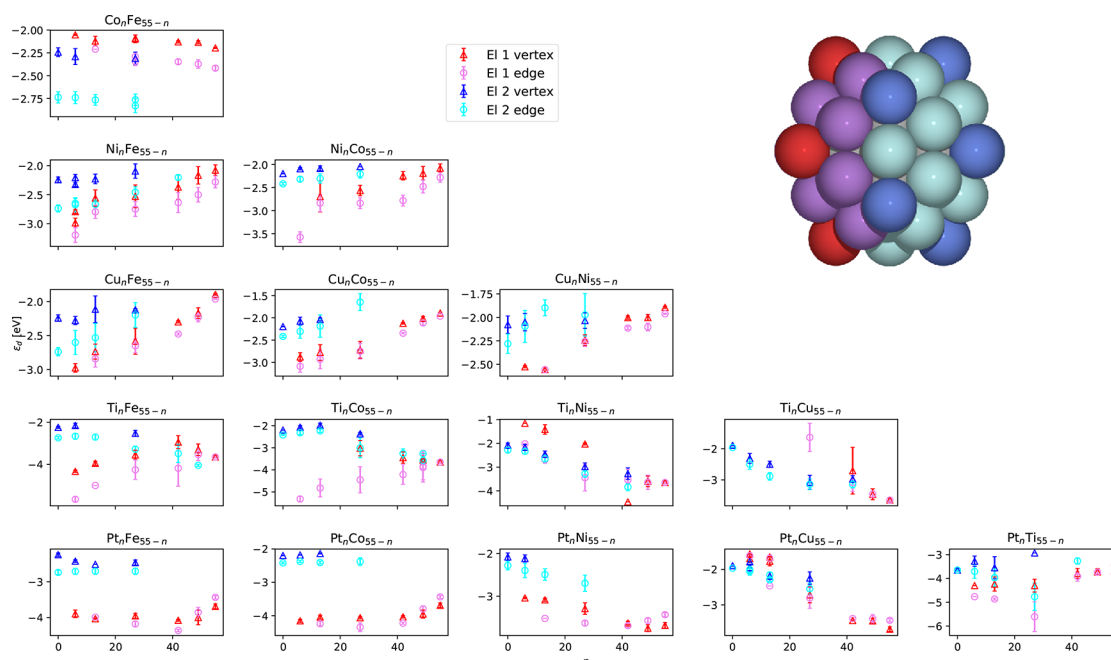 ConFe55−n
−2.00
−2.25
−2.50
−2.75
El 1 vertex
El 1 edge
El 2 vertex
El 2 edge
NinFe55−n
−2.0
−2.5
−3.0
NinCo55−n
−2.0
−2.5
−3.0
−3.5
εd [eV]
CunFe55−n
−2.0
−2.5
−3.0
CunCo55−n
−1.5
−2.0
−2.5
−3.0
CunNi55−n
−1.75
−2.00
−2.25
−2.50
TinFe55−n
−2
−4
TinCo55−n
−2
−3
−4
−5
TinNi55−n
−1
−2
−3
−4
TinCu55−n
−2
−3
PtnFe55−n
−2
−3
−4
0 20 40
PtnCo55−n
−2
−3
−4
0 20 40
PtnNi55−n
−2
−3
0 20 40
PtnCu55−n
−2
−3
0 20 40
PtnTi55−n
−3
−4
−5
−6
0 20 40